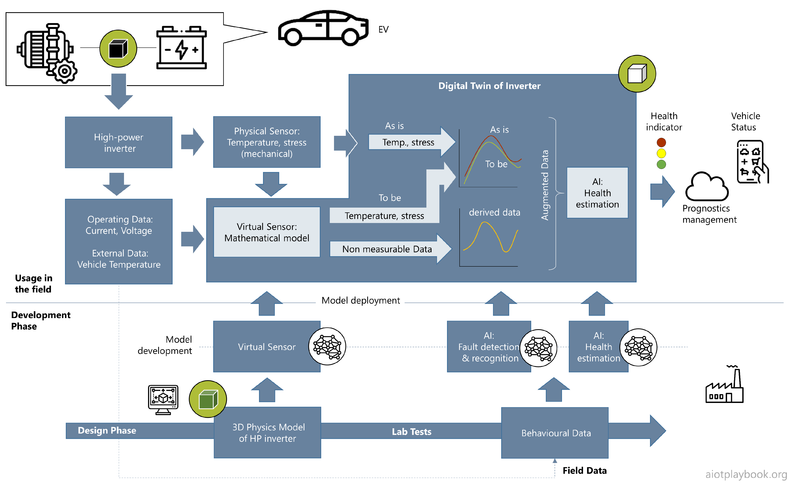 EV
Digital Twin of Inverter
High-power
inverter
Physical Sensor:
Temperature, stress
(mechanical)
As is
Temp., stress
As is
To be
Health
indicator
Vehicle
Status
To be
Temperature, stress
Virtual Sensor:
Mathematical model
Non measurable Data
derived data
Augmented Data
AI:
Health
estimation
Prognostics
management
Operating Data:
Current, Voltage
External Data:
Vehicle Temperature
Usage in
the field
Model deployment
Development
Phase
Model
development
Virtual Sensor
AI:
Fault detection
& recognition
AI:
Health
estimation
Design Phase
3D Physics Model
of HP inverter
Lab Tests
Behavioural Data
Field Data
aiotplaybook.org